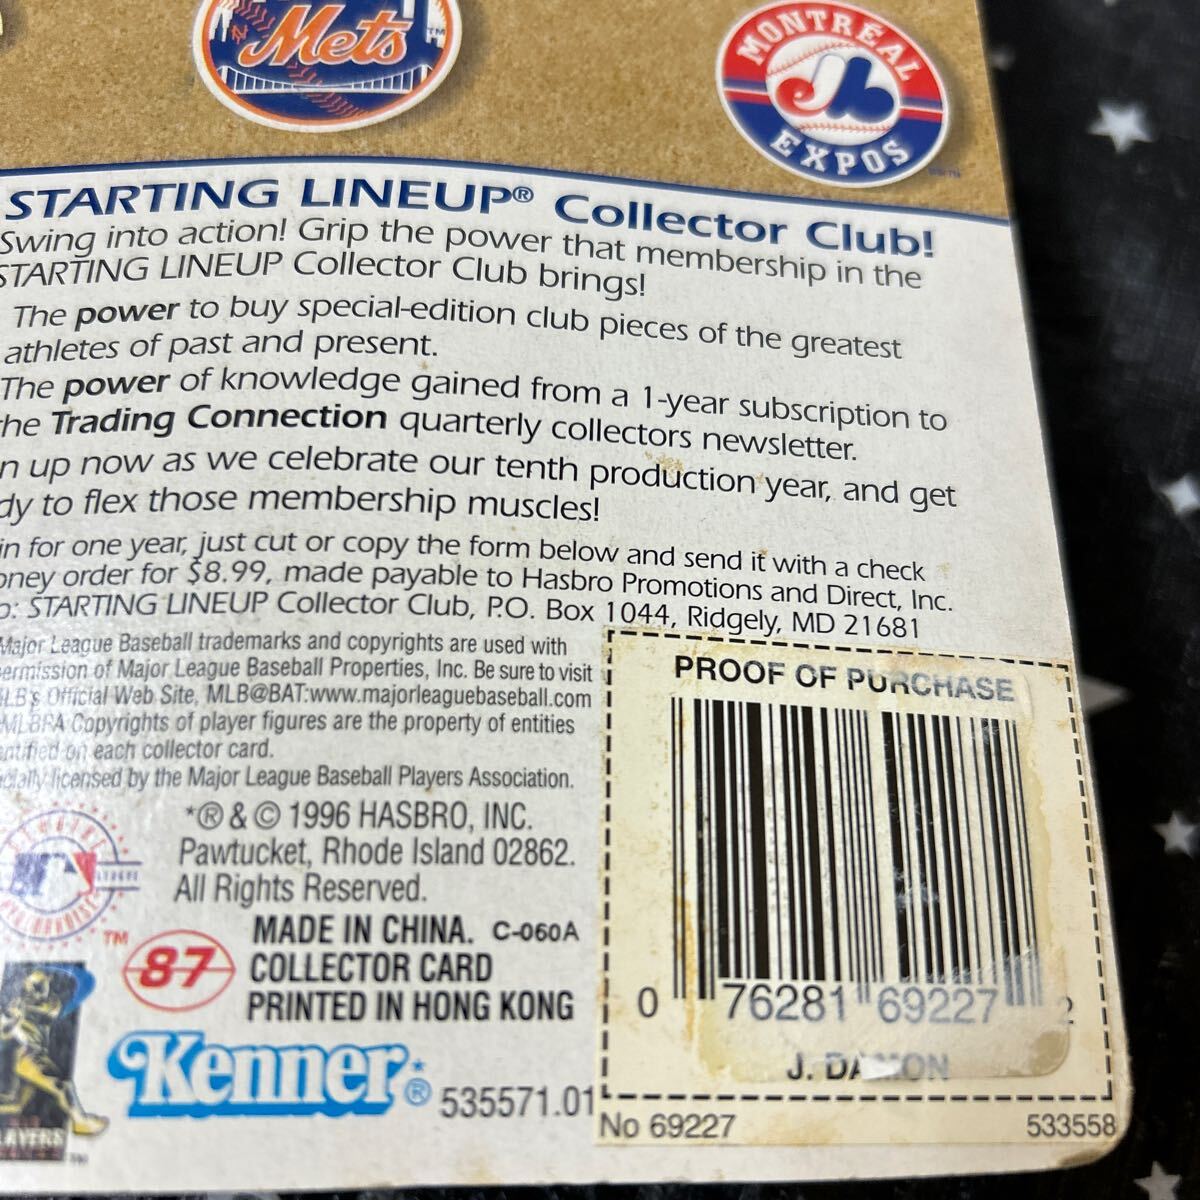 Mets
TM
MONTREAL
EXPOS
STARTING LINEUP® Collector Club!
Swing into action! Grip the power that membership in the
STARTING LINEUP Collector Club brings!
The power to buy special-edition club pieces of the greatest
athletes of past and present.
The power of knowledge gained from a 1-year subscription to
the Trading Connection quarterly collectors newsletter.
n up now as we celebrate our tenth production year, and get
dy to flex those membership muscles!
in for one year, just cut or copy the form below and send it with a check
oney order for $8.99, made payable to Hasbro Promotions and Direct, Inc.
o: STARTING LINEUP Collector Club, P.O. Box 1044, Ridgely, MD 21681
Major League Baseball trademarks and copyrights are used with
ermission of Major League Baseball Properties, Inc. Be sure to visit
MLB's Official Web Site, MLB@BAT:www.majorleaguebaseball.com
MLBPA Copyrights of player figures are the property of entities
entified on each collector card.
cially licensed by the Major League Baseball Players Association.
*® & © 1996 HASBRO, INC.
Pawtucket, Rhode Island 02862.
All Rights Reserved.
TM
MADE IN CHINA. C-060A
87 COLLECTOR CARD
PRINTED IN HONG KONG
Kenner®
535571.01
PROOF OF PURCHASE
0 76281 69227 2
J. DAMON
No 69227 533558